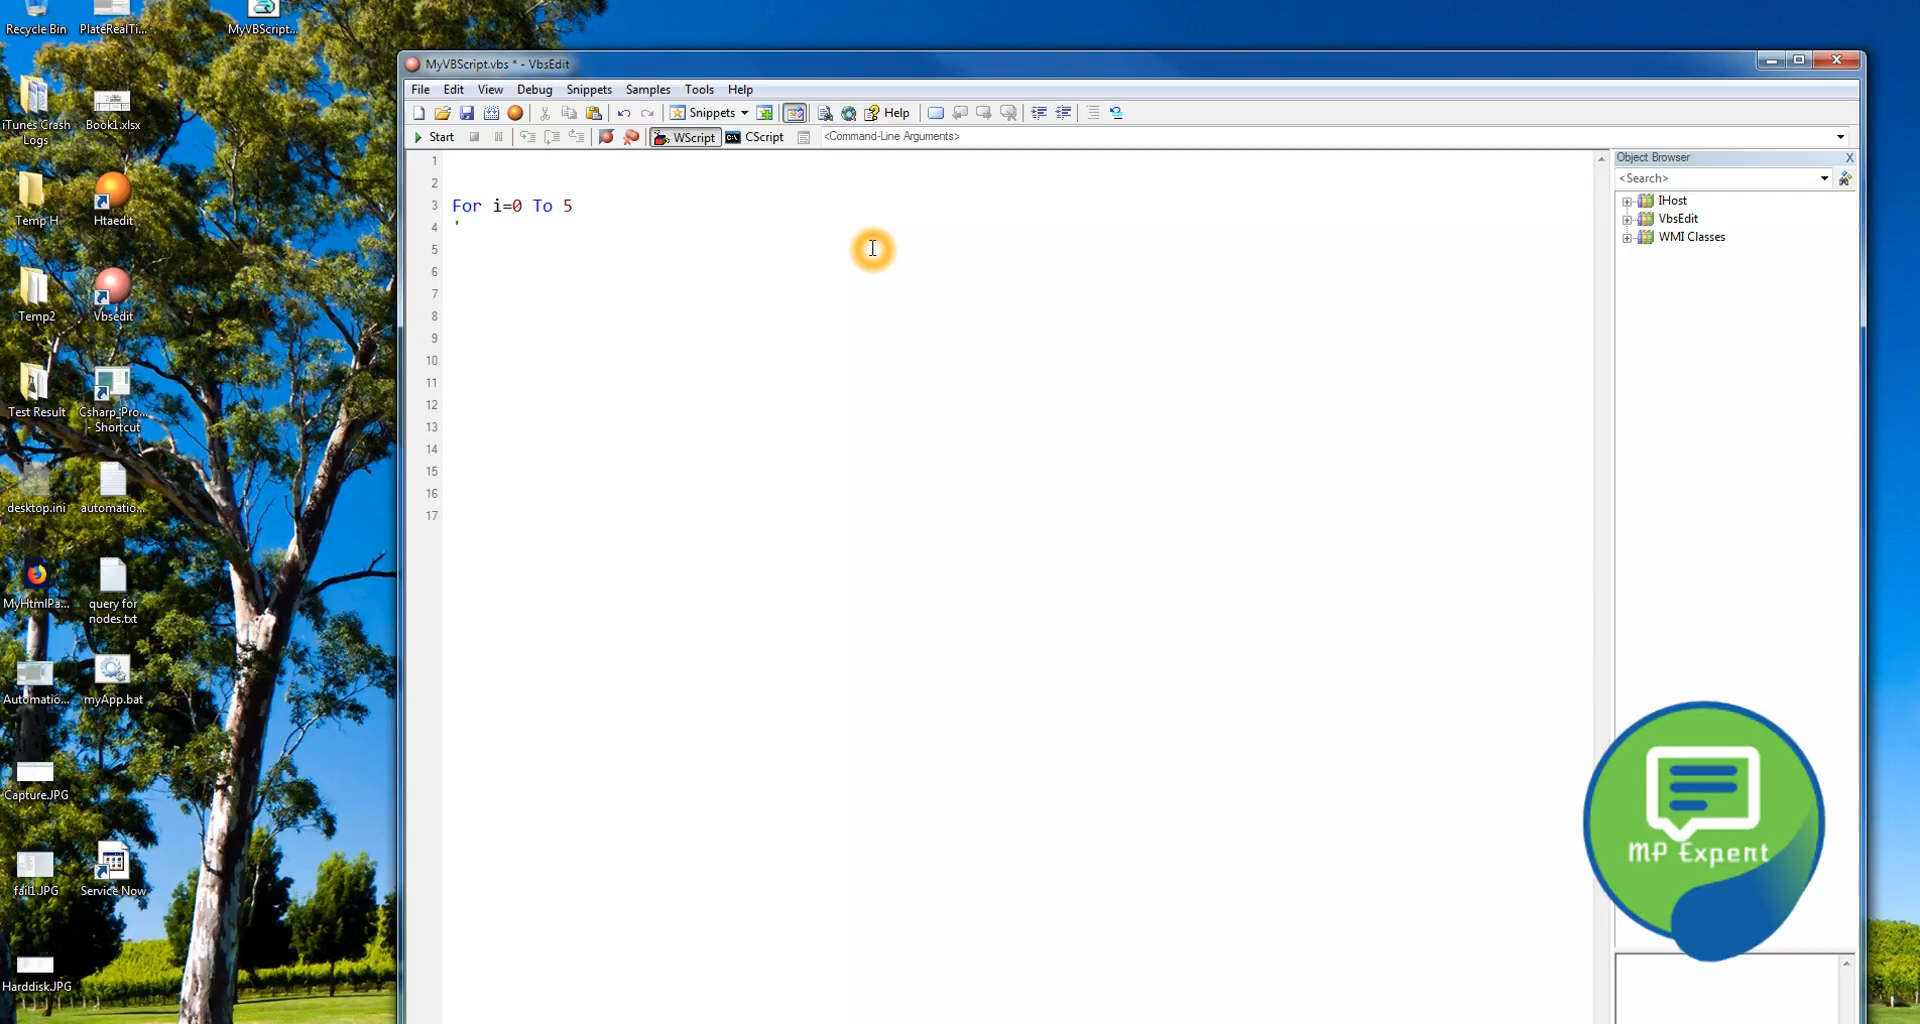 Recycle Bin
PlateRealTi...
MyVBScript...
iTunes Crash
Logs
Book1.xlsx
Temp H
Htaedit
Temp2
Vbsedit
Test Result
Csharp_Pro...
- Shortcut
desktop.ini
automatio...
MyHtmlPa...
query for
nodes.txt
Automatio...
myApp.bat
Capture.JPG
fail1.JPG
Service Now
Harddisk.JPG
MyVBScript.vbs * - VbsEdit
File Edit View Debug Snippets Samples Tools Help
Snippets Help
Start WScript CScript <Command-Line Arguments>
1
2
3 For i=0 To 5
4 '
5
6
7
8
9
10
11
12
13
14
15
16
17
Object Browser
<Search>
IHost
VbsEdit
WMI Classes
MP Expert